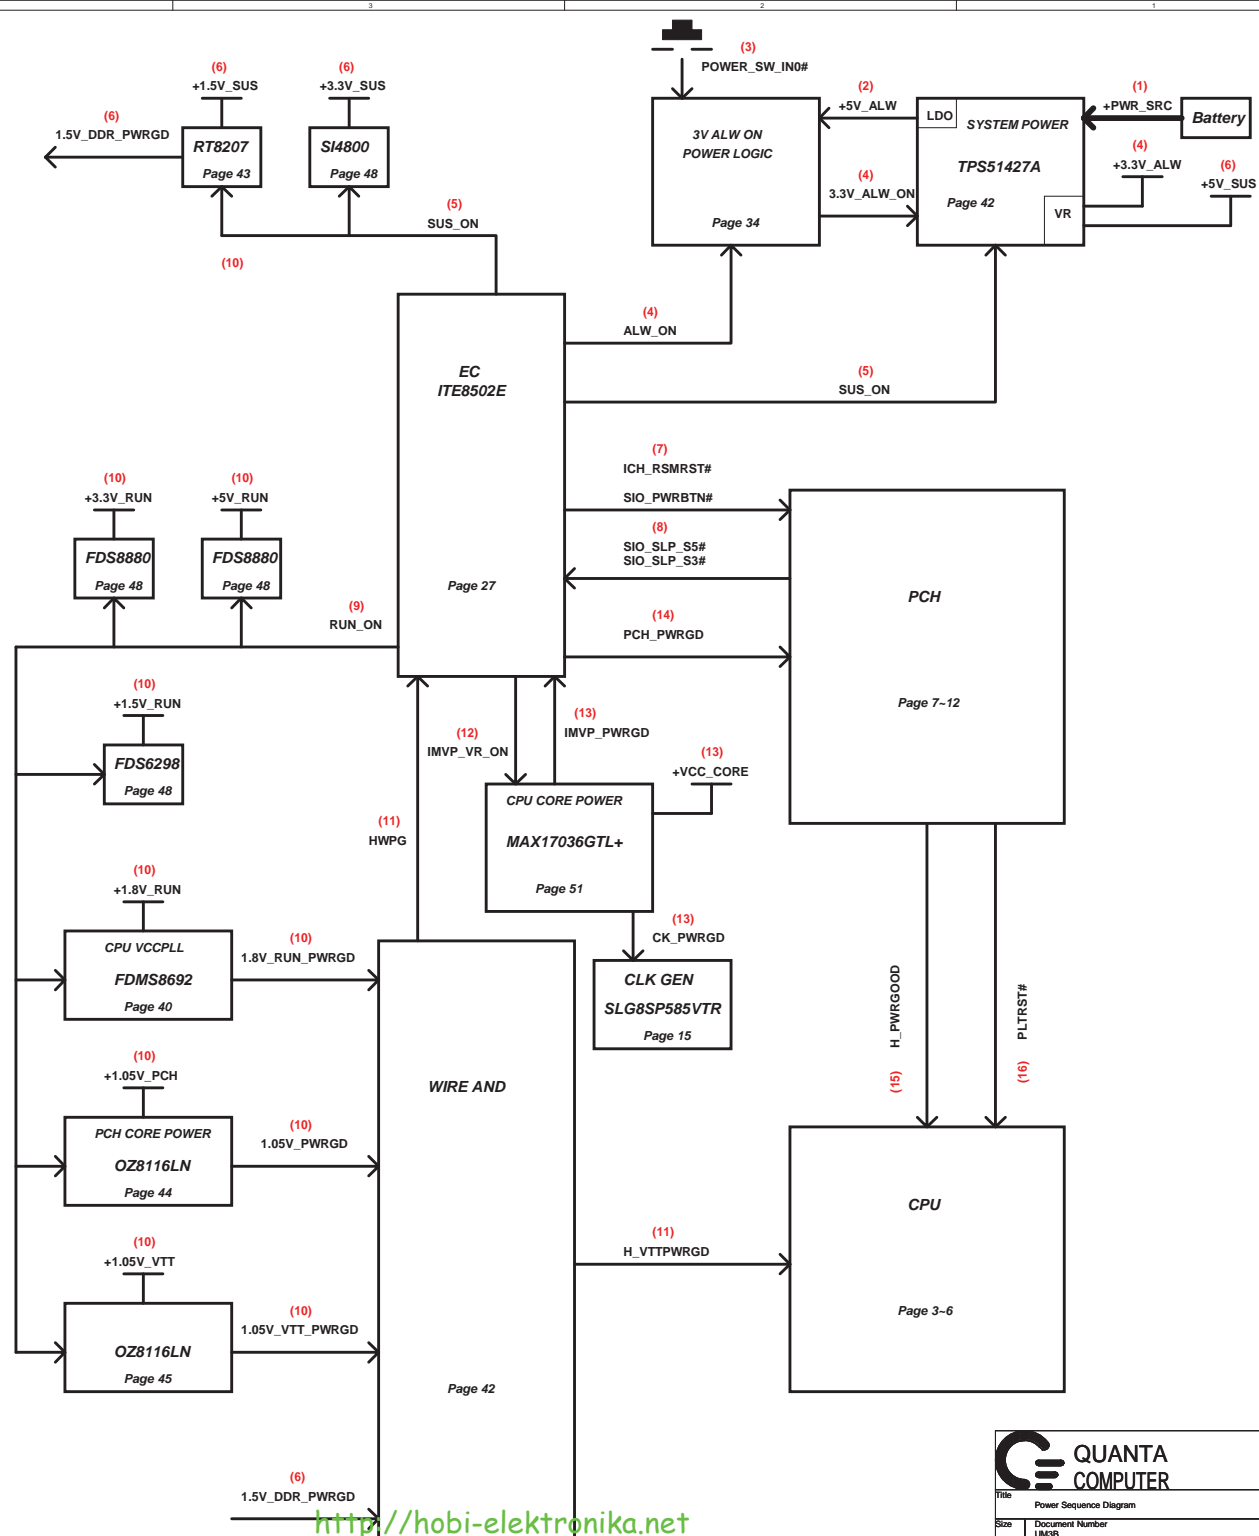 3
2
1
(3)
POWER_SW_IN0#
(6)
+1.5V_SUS
(6)
+3.3V_SUS
(6)
1.5V_DDR_PWRGD
RT8207
Page 43
SI4800
Page 48
(2)
+5V_ALW
(1)
+PWR_SRC
Battery
LDO
SYSTEM POWER
TPS51427A
Page 42
VR
3V ALW ON
POWER LOGIC
Page 34
(4)
3.3V_ALW_ON
(4)
+3.3V_ALW
(6)
+5V_SUS
(5)
SUS_ON
(10)
(4)
ALW_ON
EC
ITE8502E
Page 27
(5)
SUS_ON
(7)
ICH_RSMRST#
SIO_PWRBTN#
(8)
SIO_SLP_S5#
SIO_SLP_S3#
(14)
PCH_PWRGD
PCH
Page 7~12
(10)
+3.3V_RUN
(10)
+5V_RUN
FDS8880
Page 48
FDS8880
Page 48
(9)
RUN_ON
(10)
+1.5V_RUN
FDS6298
Page 48
(12)
IMVP_VR_ON
(13)
IMVP_PWRGD
(13)
+VCC_CORE
CPU CORE POWER
MAX17036GTL+
Page 51
(11)
HWPG
(13)
CK_PWRGD
CLK GEN
SLG8SP585VTR
Page 15
(10)
+1.8V_RUN
CPU VCCPLL
FDMS8692
Page 40
(10)
1.8V_RUN_PWRGD
(15) H_PWRGOOD
(16) PLTRST#
WIRE AND
Page 42
(10)
+1.05V_PCH
PCH CORE POWER
OZ8116LN
Page 44
(10)
1.05V_PWRGD
(10)
+1.05V_VTT
OZ8116LN
Page 45
(10)
1.05V_VTT_PWRGD
(11)
H_VTTPWRGD
CPU
Page 3~6
(6)
1.5V_DDR_PWRGD
http://hobi-elektronika.net
QUANTA
COMPUTER
Title
Power Sequence Diagram
Size
Document Number
UM3B